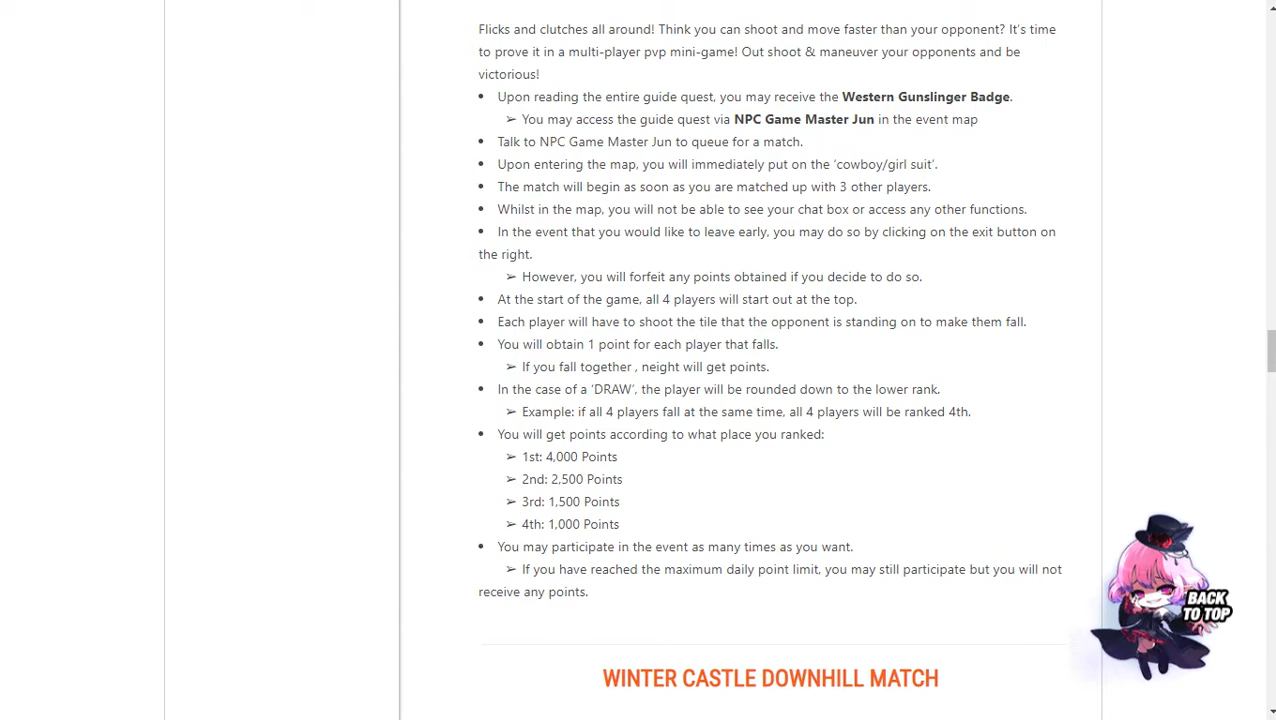 Flicks and clutches all around! Think you can shoot and move faster than your opponent? It's time
to prove it in a multi-player pvp mini-game! Out shoot & maneuver your opponents and be
victorious!
• Upon reading the entire guide quest, you may receive the Western Gunslinger Badge.
➢ You may access the guide quest via NPC Game Master Jun in the event map
• Talk to NPC Game Master Jun to queue for a match.
• Upon entering the map, you will immediately put on the ‘cowboy/girl suit’.
• The match will begin as soon as you are matched up with 3 other players.
• Whilst in the map, you will not be able to see your chat box or access any other functions.
• In the event that you would like to leave early, you may do so by clicking on the exit button on
the right.
➢ However, you will forfeit any points obtained if you decide to do so.
• At the start of the game, all 4 players will start out at the top.
• Each player will have to shoot the tile that the opponent is standing on to make them fall.
• You will obtain 1 point for each player that falls.
➢ If you fall together , neight will get points.
• In the case of a ‘DRAW’, the player will be rounded down to the lower rank.
➢ Example: if all 4 players fall at the same time, all 4 players will be ranked 4th.
• You will get points according to what place you ranked:
➢ 1st: 4,000 Points
➢ 2nd: 2,500 Points
➢ 3rd: 1,500 Points
➢ 4th: 1,000 Points
• You may participate in the event as many times as you want.
➢ If you have reached the maximum daily point limit, you may still participate but you will not
receive any points.
BACK
TO TOP
WINTER CASTLE DOWNHILL MATCH